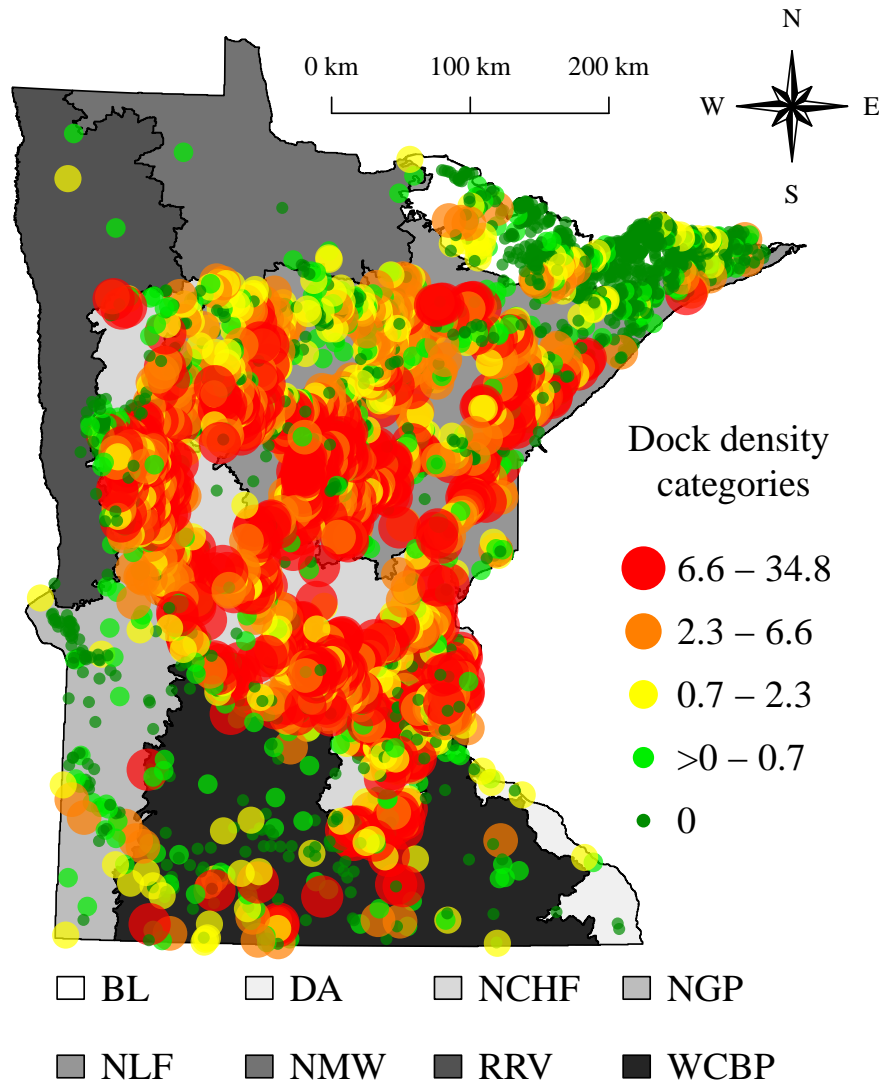 N
0 km 100 km 200 km
W E
S
Dock density
categories
6.6 – 34.8
2.3 – 6.6
0.7 – 2.3
>0 – 0.7
0
BL DA NCHF NGP
NLF NMW RRV WCBP